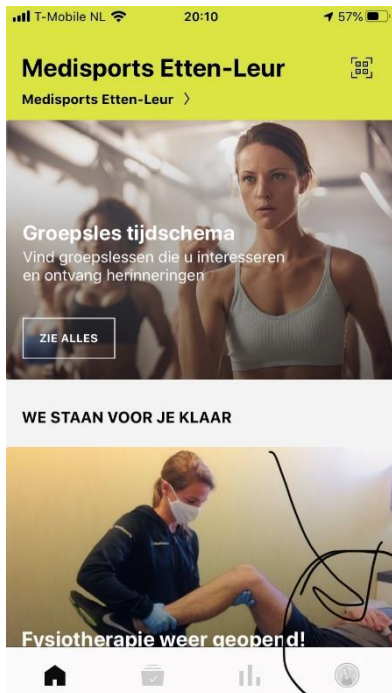 T-Mobile NL 20:10 57%
Medisports Etten-Leur
Medisports Etten-Leur
Groepsles tijdschema
Vind groepslessen die u interesseren
en ontvang herinneringen
ZIE ALLES
WE STAAN VOOR JE KLAAR
Fysiotherapie weer geopend!